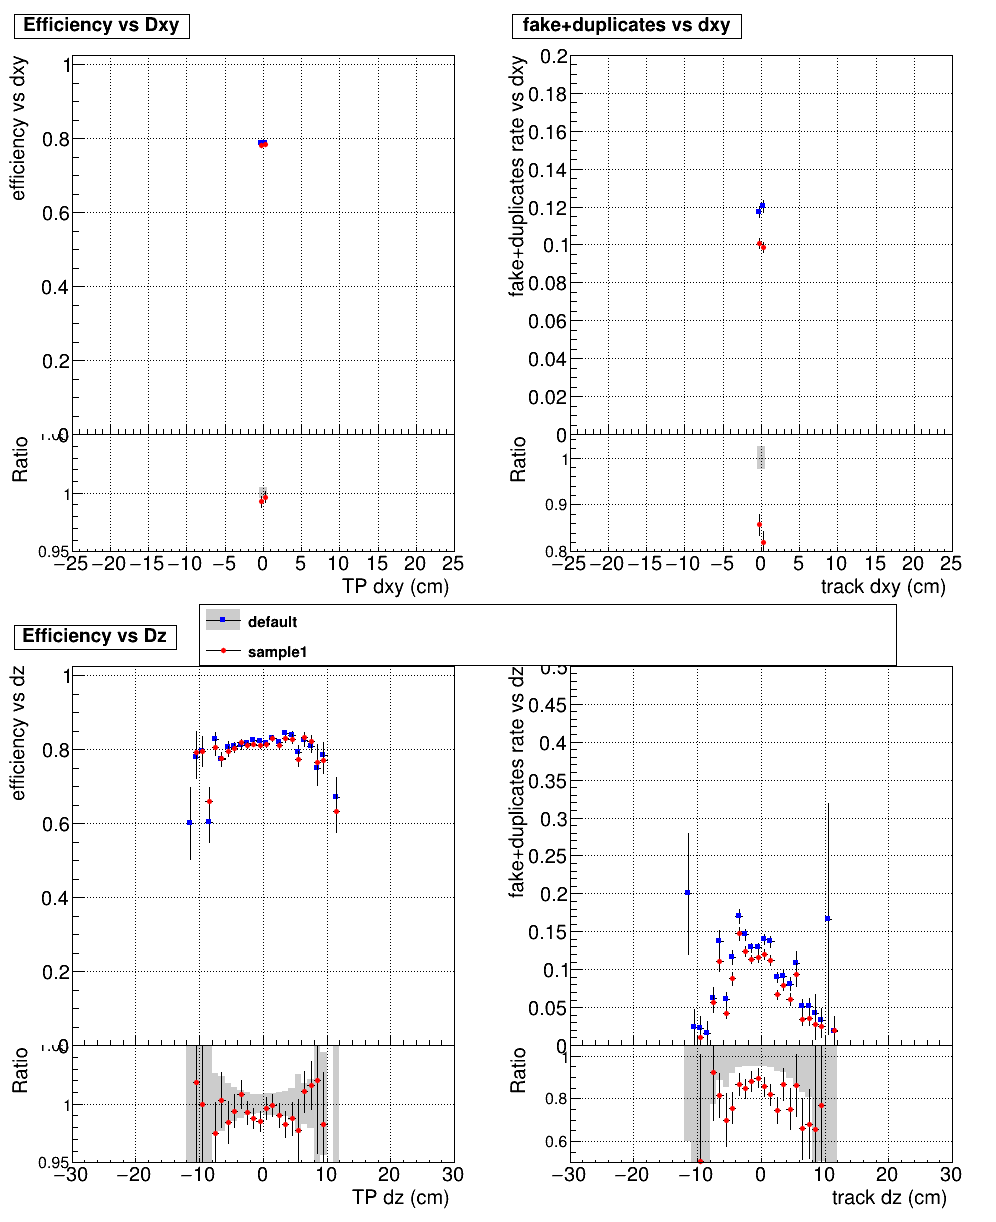 Efficiency vs Dxy
fake+duplicates vs dxy
efficiency vs dxy
1
0.8
0.6
0.4
0.2
0
Ratio
1
0.95
−25 −20 −15 −10 −5 0 5 10 15 20 25
TP dxy (cm)
fake+duplicates rate vs dxy
0.2
0.18
0.16
0.14
0.12
0.1
0.08
0.06
0.04
0.02
0
Ratio
1
0.9
0.8
−25 −20 −15 −10 −5 0 5 10 15 20 25
track dxy (cm)
Efficiency vs Dz
default
sample1
efficiency vs dz
1
0.8
0.6
0.4
0.2
0
Ratio
1
0.95
−30 −20 −10 0 10 20 30
TP dz (cm)
fake+duplicates rate vs dz
0.5
0.45
0.4
0.35
0.3
0.25
0.2
0.15
0.1
0.05
0
Ratio
1
0.8
0.6
−30 −20 −10 0 10 20 30
track dz (cm)